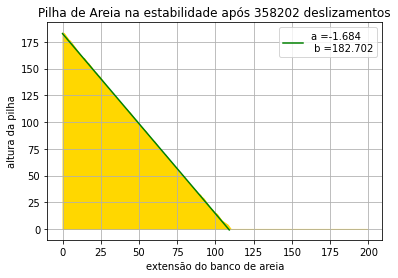 Pilha de Areia na estabilidade após 358202 deslizamentos
a =-1.684
b =182.702
altura da pilha
175
150
125
100
75
50
25
0
0 25 50 75 100 125 150 175 200
extensão do banco de areia